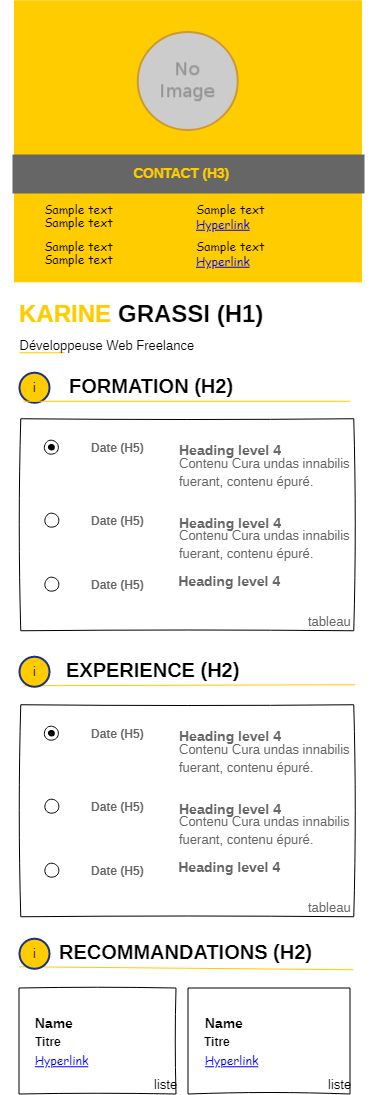 No
Image
CONTACT (H3)
Sample text
Sample text
Sample text
Hyperlink
Sample text
Sample text
Sample text
Hyperlink
KARINE GRASSI (H1)
Développeuse Web Freelance
i FORMATION (H2)
Date (H5) Heading level 4
Contenu Cura undas innabilis
fuerant, contenu épuré.
Date (H5) Heading level 4
Contenu Cura undas innabilis
fuerant, contenu épuré.
Date (H5) Heading level 4
tableau
i EXPERIENCE (H2)
Date (H5) Heading level 4
Contenu Cura undas innabilis
fuerant, contenu épuré.
Date (H5) Heading level 4
Contenu Cura undas innabilis
fuerant, contenu épuré.
Date (H5) Heading level 4
tableau
i RECOMMANDATIONS (H2)
Name
Titre
Hyperlink
liste
Name
Titre
Hyperlink
liste